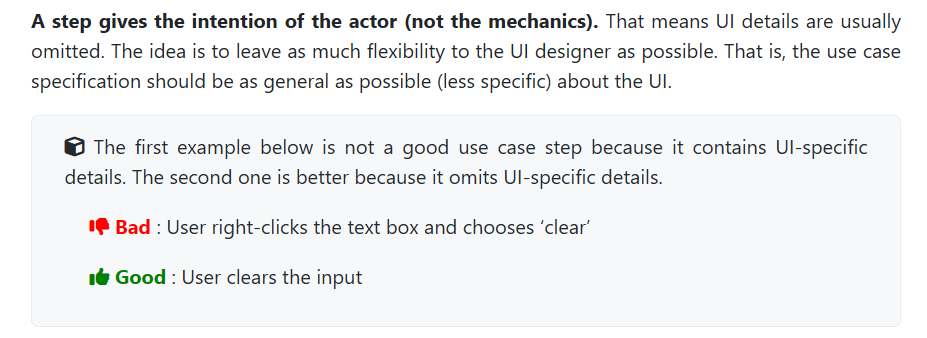 A step gives the intention of the actor (not the mechanics). That means UI details are usually
omitted. The idea is to leave as much flexibility to the UI designer as possible. That is, the use case
specification should be as general as possible (less specific) about the UI.
The first example below is not a good use case step because it contains UI-specific
details. The second one is better because it omits UI-specific details.
Bad : User right-clicks the text box and chooses ‘clear’
Good : User clears the input